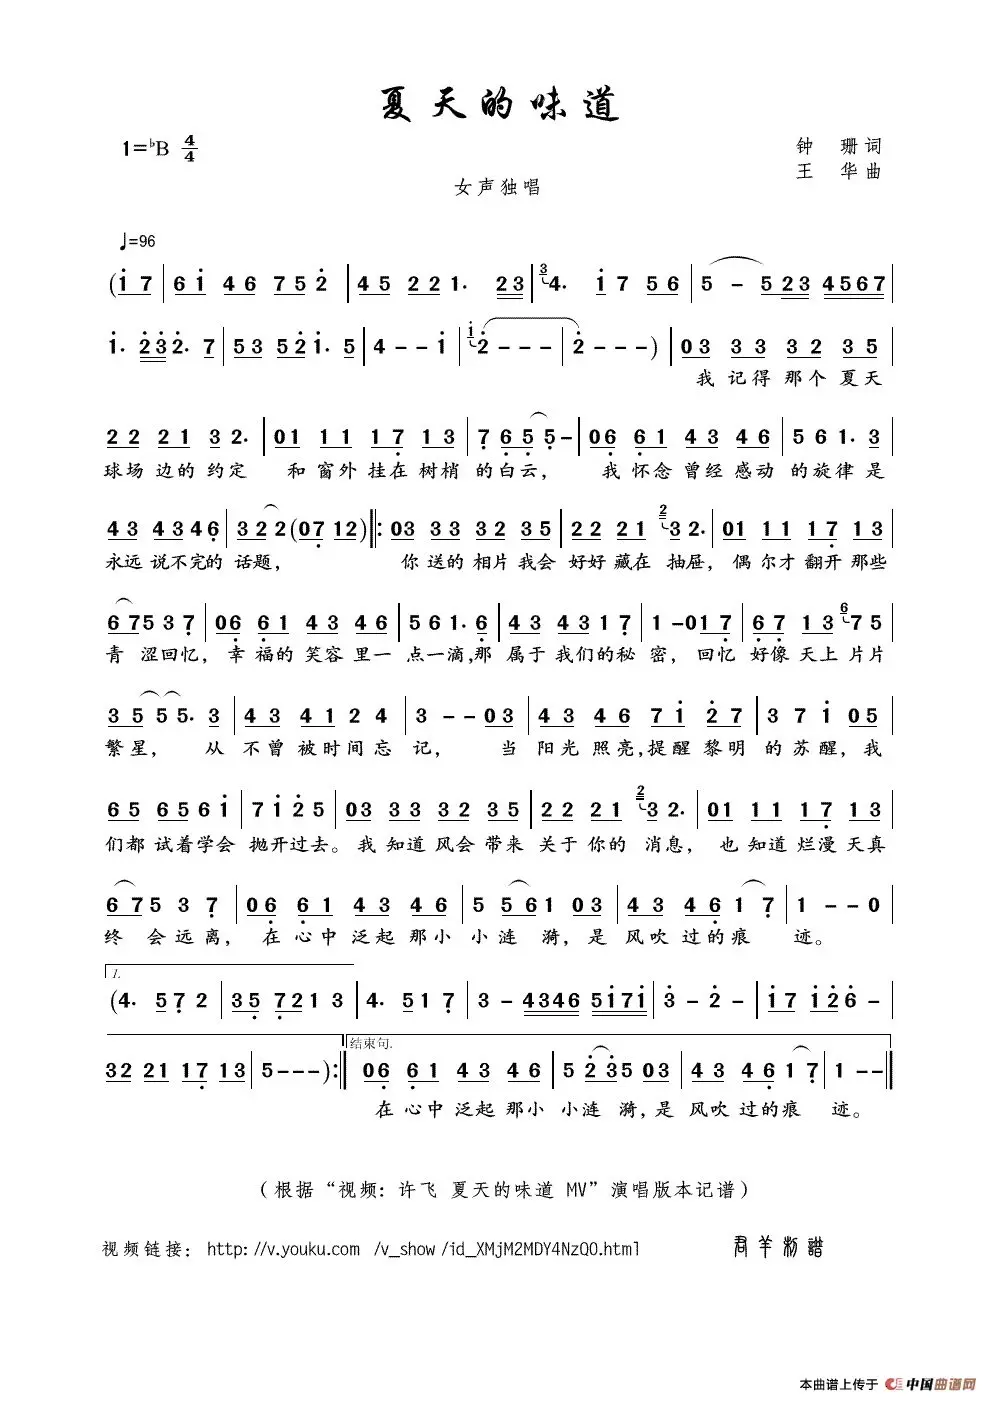 夏天的味道
1=♭B 4/4
钟 珊 词
王 华 曲
女声独唱
♩=96
(i 7 | 6 i 4 6 7 5 2 | 4 5 2 2 1. 2 3 | 3 4. i 7 5 6 | 5 - 5 2 3 4 5 6 7 |
1. 2 3 2. 7 | 5 3 5 2 1. 5 | 4 - - i | i 2 - - - | 2 - - - ) | 0 3 3 3 3 2 3 5 |
我 记得 那个 夏天
2 2 2 1 3 2. | 0 1 1 1 1 7 1 3 | 7 6 5 5 - | 0 6 6 1 4 3 4 6 | 5 6 1. 3 |
球场 边的 约定 和 窗外 挂在 树梢 的白云， 我 怀念 曾经 感动 的旋律 是
4 3 4 3 4 6 | 3 2 2 (0 7 1 2) ‖: 0 3 3 3 3 2 3 5 | 2 2 2 1 2 3 2. | 0 1 1 1 1 7 1 3 |
永远 说不完的 话题， 你 送的 相片 我会 好好 藏在 抽屉， 偶 尔才 翻开 那些
6 7 5 3 7 | 0 6 6 1 4 3 4 6 | 5 6 1. 6 | 4 3 4 3 1 7 | 1 - 0 1 7 | 6 7 1 3 6 7 5 |
青 涩回忆， 幸 福的 笑容 里一 点一滴,那 属于 我们的秘 密， 回忆 好像 天上 片片
3 5 5 5. 3 | 4 3 4 1 2 4 | 3 - - 0 3 | 4 3 4 6 7 i 2 7 | 3 7 i 0 5 |
繁星， 从 不曾 被时间忘 记， 当 阳光 照亮,提醒 黎明 的苏醒，我
6 5 6 5 6 i | 7 i 2 5 | 0 3 3 3 3 2 3 5 | 2 2 2 1 2 3 2. | 0 1 1 1 1 7 1 3 |
们都 试着学会 抛开过去。我 知道 风会 带来 关于 你的 消息， 也 知道 烂漫 天真
6 7 5 3 7 | 0 6 6 1 4 3 4 6 | 5 5 6 1 0 3 | 4 3 4 6 1 7 | 1 - - 0
终 会远离， 在 心中 泛起 那小 小涟 漪，是 风吹 过的痕 迹。
1.
(4. 5 7 2 | 3 5 7 2 1 3 | 4. 5 1 7 | 3 - 4 3 4 6 5 1 7 1 | 3 - 2 - | i 7 i 2 6 -
结束句.
3 2 2 1 1 7 1 3 | 5 - - - ) :‖ 0 6 6 1 4 3 4 6 | 5 2 3 5 0 3 | 4 3 4 6 1 7 | 1 - - ‖
在 心中 泛起 那小 小涟 漪,是 风吹 过的痕 迹。
（根据“视频: 许飞 夏天的味道 MV”演唱版本记谱）
视频链接: http://v.youku.com /v_show/id_XMjM2MDY4NzQ0.html
君羊制谱
本曲谱上传于 中国曲谱网